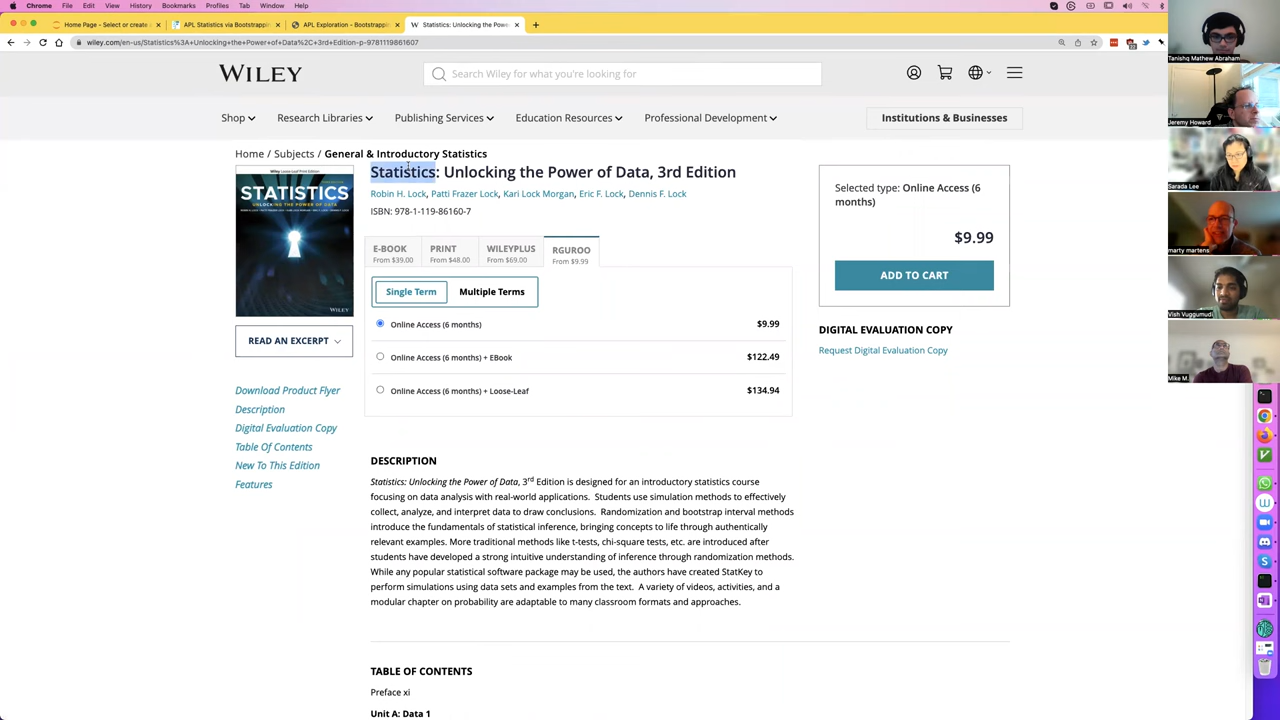 Chrome File Edit View History Bookmarks Profiles Tab Window Help
Home Page - Select or create
APL Statistics via Bootstrappin
APL Exploration - Bootstrappin
Statistics: Unlocking the Powe
wiley.com/en-us/Statistics%3A+Unlocking+the+Power+of+Data%2C+3rd+Edition-p-9781119861607
WILEY
Search Wiley for what you're looking for
Shop Research Libraries Publishing Services Education Resources Professional Development Institutions & Businesses
Home / Subjects / General & Introductory Statistics
Statistics: Unlocking the Power of Data, 3rd Edition
Robin H. Lock, Patti Frazer Lock, Kari Lock Morgan, Eric F. Lock, Dennis F. Lock
ISBN: 978-1-119-86160-7
STATISTICS
UNLOCKING THE POWER OF DATA
WILEY
READ AN EXCERPT
Download Product Flyer
Description
Digital Evaluation Copy
Table Of Contents
New To This Edition
Features
E-BOOK
From $39.00
PRINT
From $48.00
WILEYPLUS
From $69.00
RGUROO
From $9.99
Single Term Multiple Terms
Online Access (6 months) $9.99
Online Access (6 months) + EBook $122.49
Online Access (6 months) + Loose-Leaf $134.94
Selected type: Online Access (6
months)
$9.99
ADD TO CART
DIGITAL EVALUATION COPY
Request Digital Evaluation Copy
DESCRIPTION
Statistics: Unlocking the Power of Data, 3rd Edition is designed for an introductory statistics course
focusing on data analysis with real-world applications. Students use simulation methods to effectively
collect, analyze, and interpret data to draw conclusions. Randomization and bootstrap interval methods
introduce the fundamentals of statistical inference, bringing concepts to life through authentically
relevant examples. More traditional methods like t-tests, chi-square tests, etc. are introduced after
students have developed a strong intuitive understanding of inference through randomization methods.
While any popular statistical software package may be used, the authors have created StatKey to
perform simulations using data sets and examples from the text. A variety of videos, activities, and a
modular chapter on probability are adaptable to many classroom formats and approaches.
TABLE OF CONTENTS
Preface xi
Unit A: Data 1
Tanishq Mathew Abraham
Jeremy Howard
Sarada Lee
marty martens
Vish Vuggumudi
Mike M.